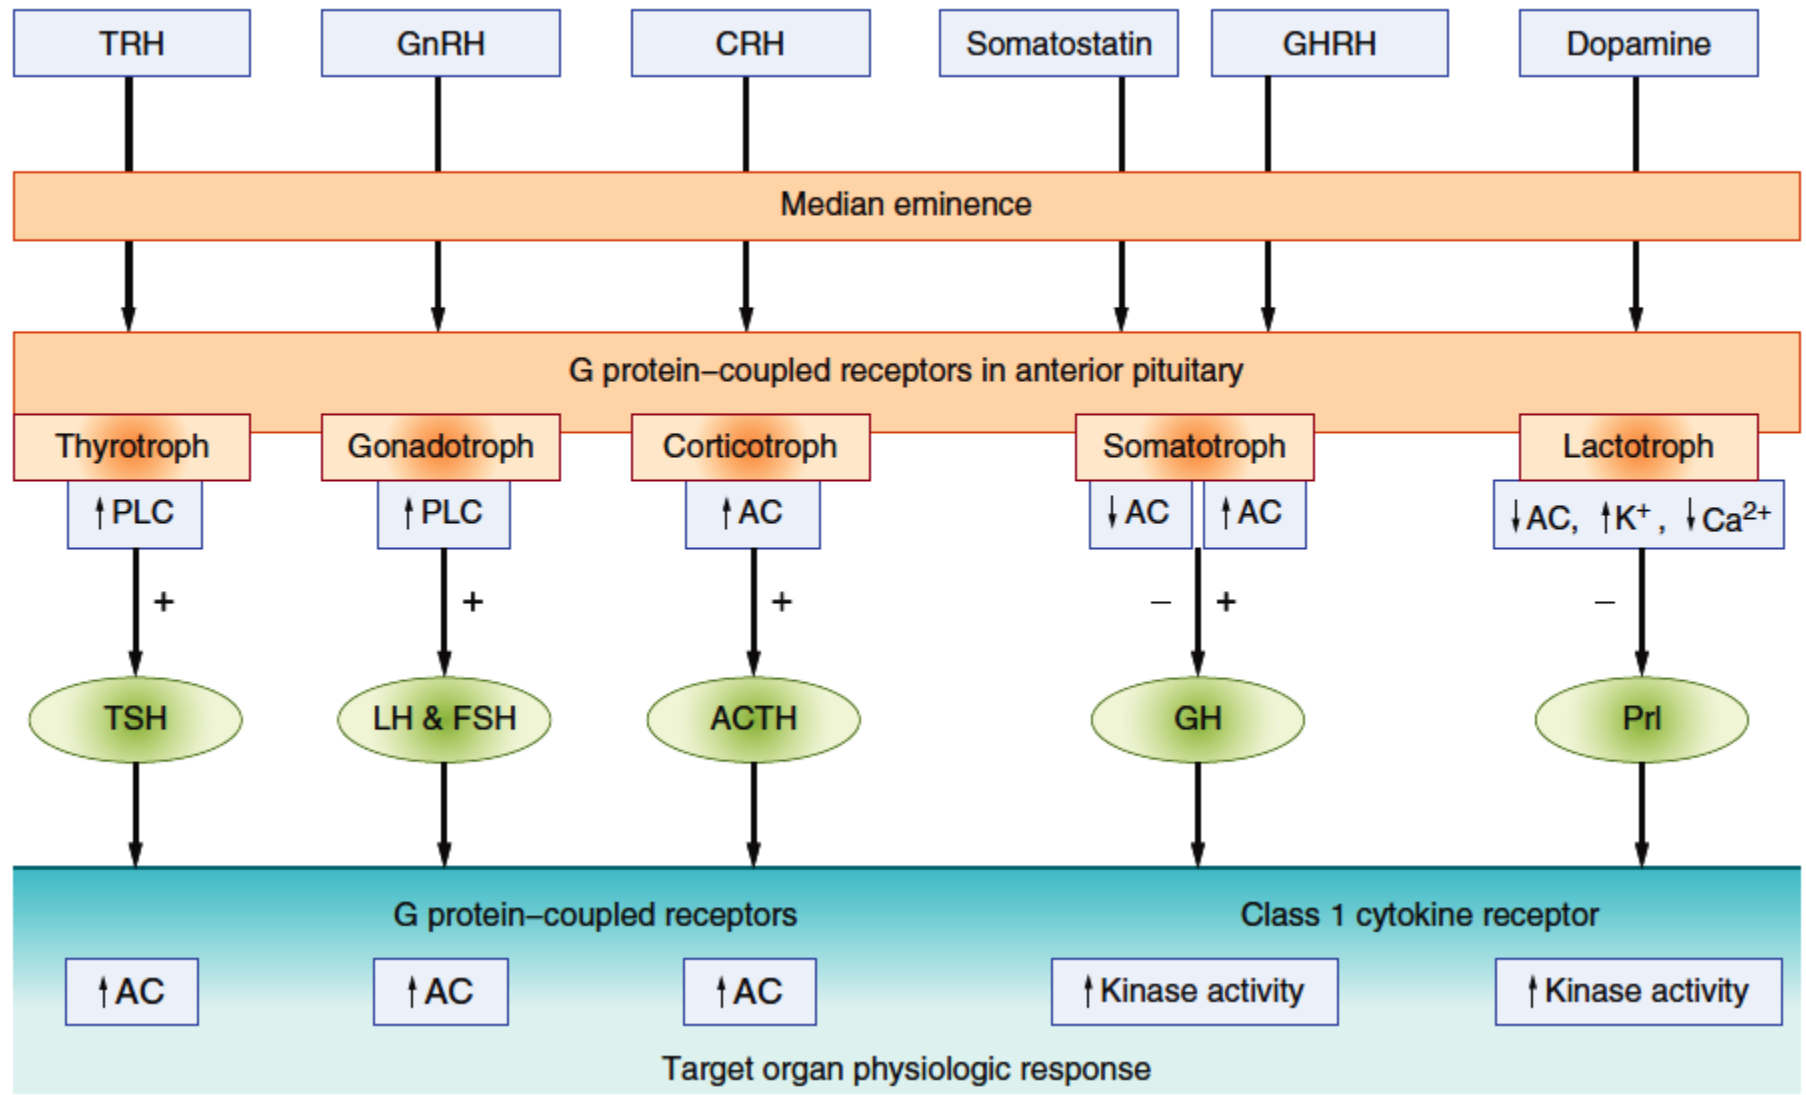 TRH
GnRH
CRH
Somatostatin
GHRH
Dopamine
Median eminence
G protein–coupled receptors in anterior pituitary
Thyrotroph
Gonadotroph
Corticotroph
Somatotroph
Lactotroph
↑PLC
↑PLC
↑AC
↓AC
↑AC
↓AC, ↑K⁺, ↓Ca²⁺
+
+
+
–
+
–
TSH
LH & FSH
ACTH
GH
Prl
G protein–coupled receptors
Class 1 cytokine receptor
↑AC
↑AC
↑AC
↑Kinase activity
↑Kinase activity
Target organ physiologic response